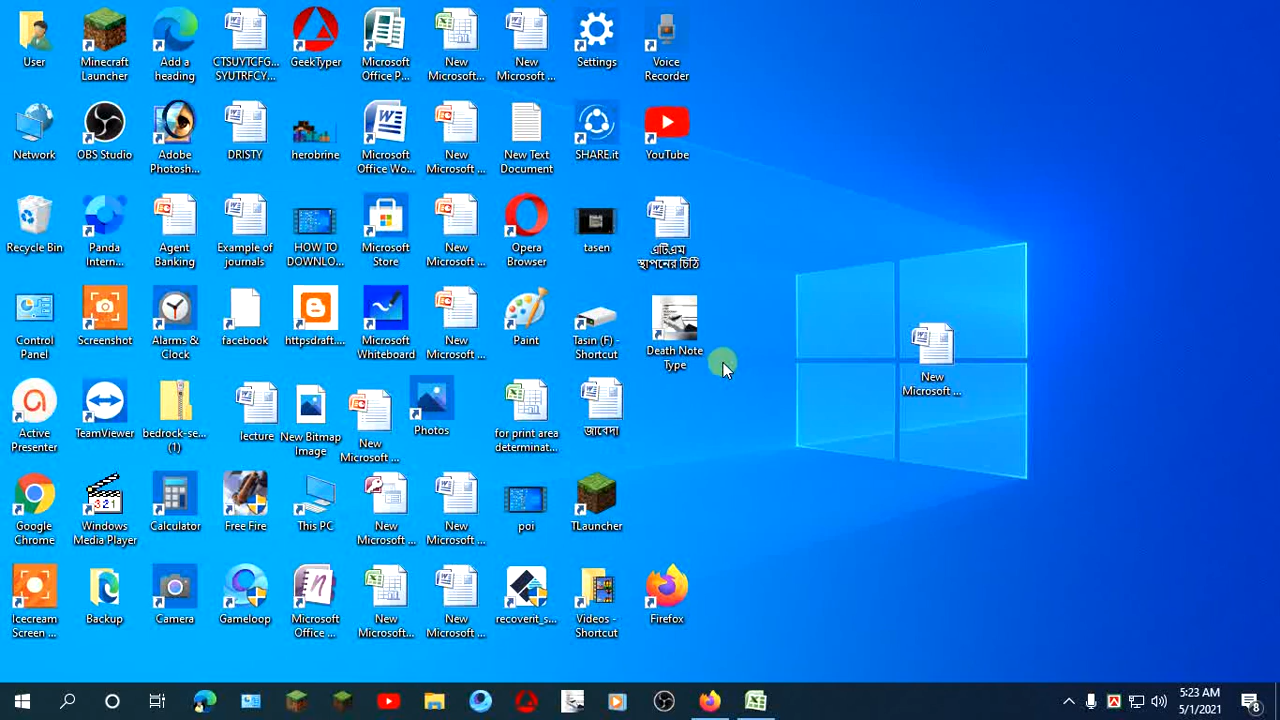 User
Minecraft
Launcher
Add a
heading
CTSUYTCFG...
SYUTRFCY...
GeekTyper
Microsoft
Office P...
New
Microsoft...
New
Microsoft ...
Settings
Voice
Recorder
Network
OBS Studio
Adobe
Photosh...
DRISTY
herobrine
Microsoft
Office Wo...
New
Microsoft ...
New Text
Document
SHARE.it
YouTube
Recycle Bin
Panda
Intern...
Agent
Banking
Example of
journals
HOW TO
DOWNLO...
Microsoft
Store
New
Microsoft ...
Opera
Browser
tasen
এটিএম
স্থাপনের চিঠি
Control
Panel
Screenshot
Alarms &
Clock
facebook
httpsdraft....
Microsoft
Whiteboard
New
Microsoft ...
Paint
Tasin (F) -
Shortcut
Death Note
Type
New
Microsoft ...
Active
Presenter
TeamViewer
bedrock-se...
(1)
lecture
New Bitmap
Image
New
Microsoft ...
Photos
for print area
determinat...
জাবেদা
Google
Chrome
Windows
Media Player
Calculator
Free Fire
This PC
New
Microsoft ...
New
Microsoft ...
poi
TLauncher
Icecream
Screen ...
Backup
Camera
Gameloop
Microsoft
Office ...
New
Microsoft...
New
Microsoft ...
recoverit_s...
Videos -
Shortcut
Firefox
5:23 AM
5/1/2021
8